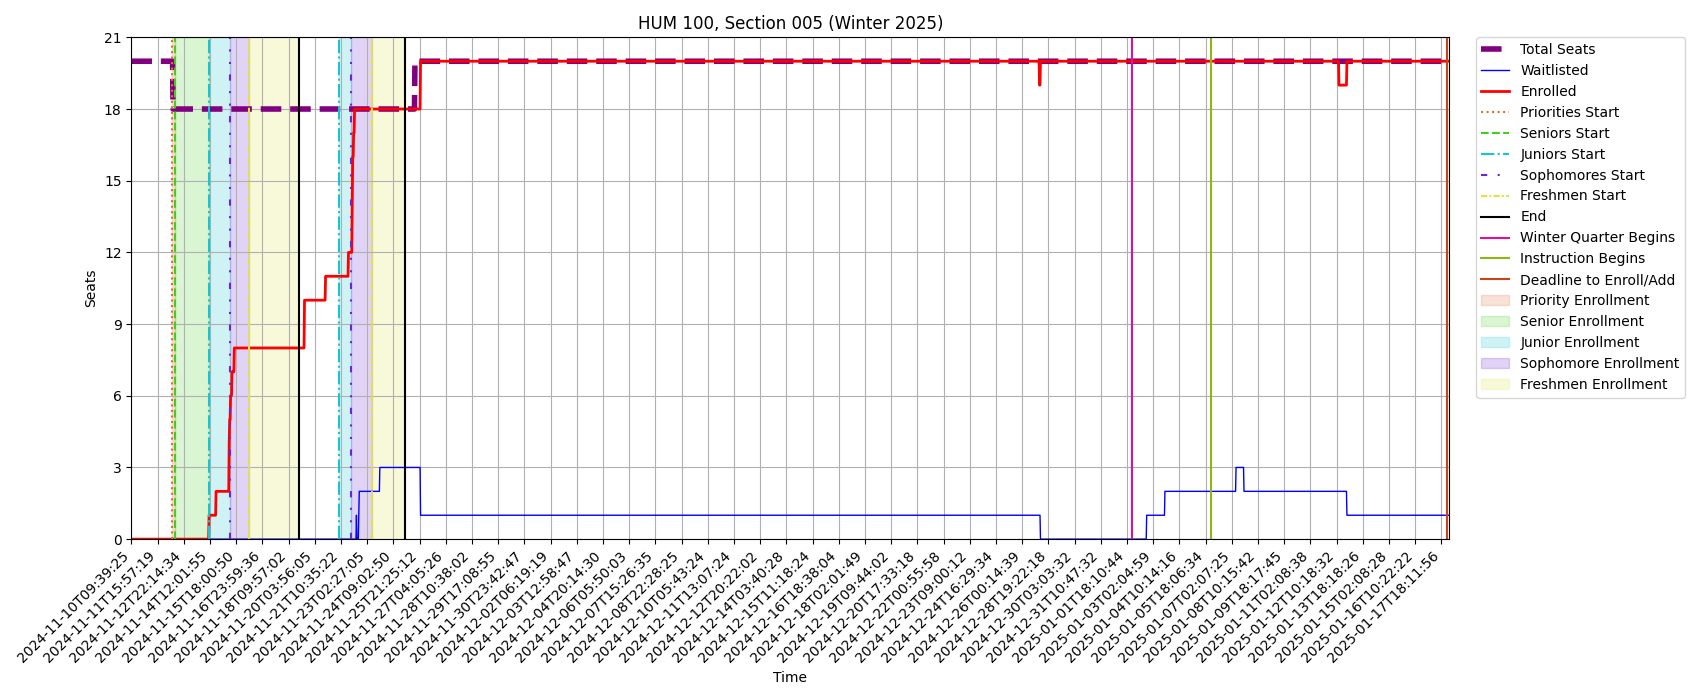 HUM 100, Section 005 (Winter 2025)
21
18
15
12
9
6
3
0
Seats
2024-11-10T09:39:25
2024-11-11T15:57:19
2024-11-12T22:14:34
2024-11-14T12:01:55
2024-11-15T18:00:50
2024-11-16T23:59:36
2024-11-18T09:57:02
2024-11-20T03:56:05
2024-11-21T10:35:22
2024-11-23T02:27:05
2024-11-24T09:02:50
2024-11-25T21:25:12
2024-11-27T04:05:26
2024-11-28T10:38:02
2024-11-29T17:08:55
2024-11-30T23:42:47
2024-12-02T06:19:19
2024-12-03T12:58:47
2024-12-04T20:14:30
2024-12-06T05:50:03
2024-12-07T15:26:35
2024-12-08T22:28:25
2024-12-10T05:43:24
2024-12-11T13:07:24
2024-12-12T20:22:02
2024-12-14T03:40:28
2024-12-15T11:18:24
2024-12-16T18:38:04
2024-12-18T02:01:49
2024-12-19T09:44:02
2024-12-20T17:33:18
2024-12-22T00:55:58
2024-12-23T09:00:12
2024-12-24T16:29:34
2024-12-26T00:14:39
2024-12-28T19:22:18
2024-12-30T03:03:32
2024-12-31T10:47:32
2025-01-01T18:10:44
2025-01-03T02:04:59
2025-01-04T10:14:16
2025-01-05T18:06:34
2025-01-07T02:07:25
2025-01-08T10:15:42
2025-01-09T18:17:45
2025-01-11T02:08:38
2025-01-12T10:18:32
2025-01-13T18:18:26
2025-01-15T02:08:28
2025-01-16T10:22:22
2025-01-17T18:11:56
Time
Total Seats
Waitlisted
Enrolled
Priorities Start
Seniors Start
Juniors Start
Sophomores Start
Freshmen Start
End
Winter Quarter Begins
Instruction Begins
Deadline to Enroll/Add
Priority Enrollment
Senior Enrollment
Junior Enrollment
Sophomore Enrollment
Freshmen Enrollment